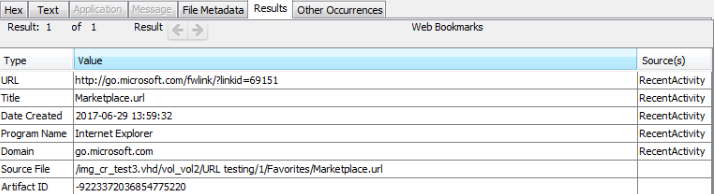 Hex Text Application Message File Metadata Results Other Occurrences
Result: 1 of 1 Result Web Bookmarks
Type Value Source(s)
URL http://go.microsoft.com/fwlink/?linkid=69151 RecentActivity
Title Marketplace.url RecentActivity
Date Created 2017-06-29 13:59:32 RecentActivity
Program Name Internet Explorer RecentActivity
Domain go.microsoft.com RecentActivity
Source File /img_cr_test3.vhd/vol_vol2/URL testing/1/Favorites/Marketplace.url
Artifact ID -9223372036854775220